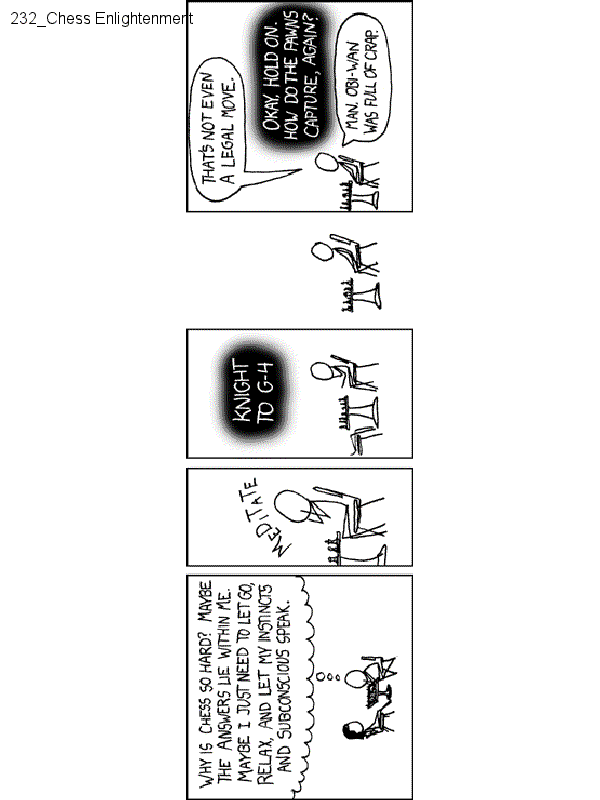 232_Chess Enlightenment
WHY IS CHESS SO HARD? MAYBE
THE ANSWERS LIE WITHIN ME.
MAYBE I JUST NEED TO LET GO,
RELAX, AND LET MY INSTINCTS
AND SUBCONSCIOUS SPEAK.
MEDITATE
KNIGHT
TO G-4
THAT'S NOT EVEN
A LEGAL MOVE.
OKAY, HOLD ON.
HOW DO THE PAWNS
CAPTURE, AGAIN?
MAN, OBI-WAN
WAS FULL OF CRAP.